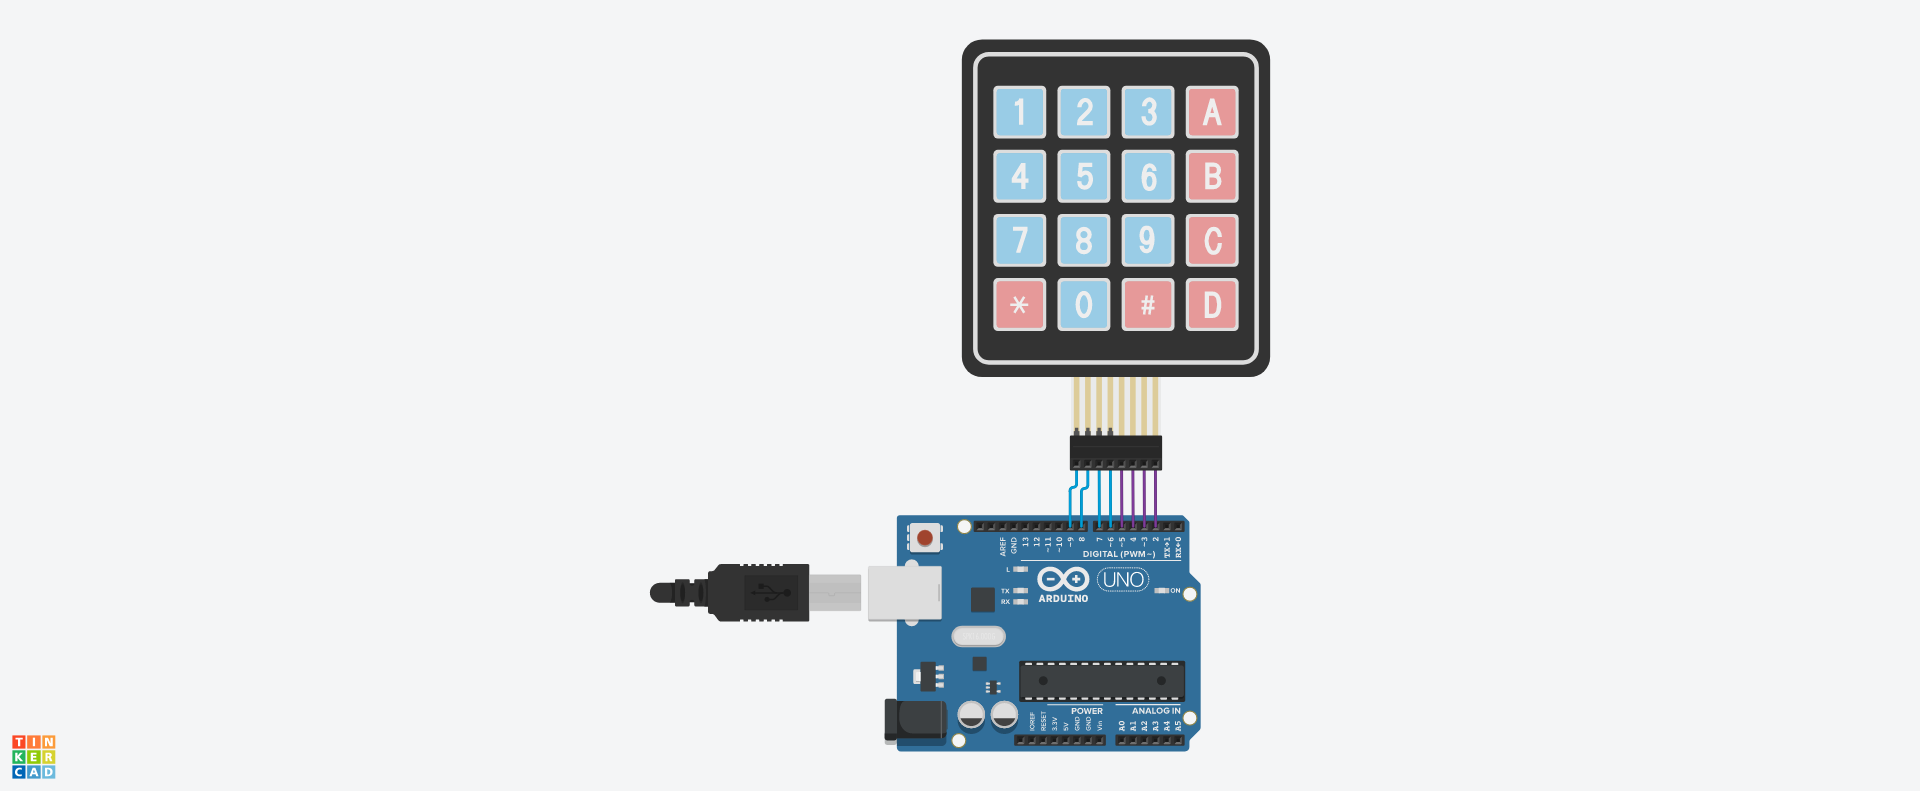 1 2 3 A
4 5 6 B
7 8 9 C
* 0 # D
AREF GND 13 12 ~11 ~10 ~9 8 7 ~6 ~5 4 ~3 2 TX→1 RX←0
DIGITAL (PWM~)
L
TX
RX
ARDUINO
UNO
ON
POWER
ANALOG IN
IOREF RESET 3.3V 5V GND GND Vin A0 A1 A2 A3 A4 A5
TIN
KER
CAD